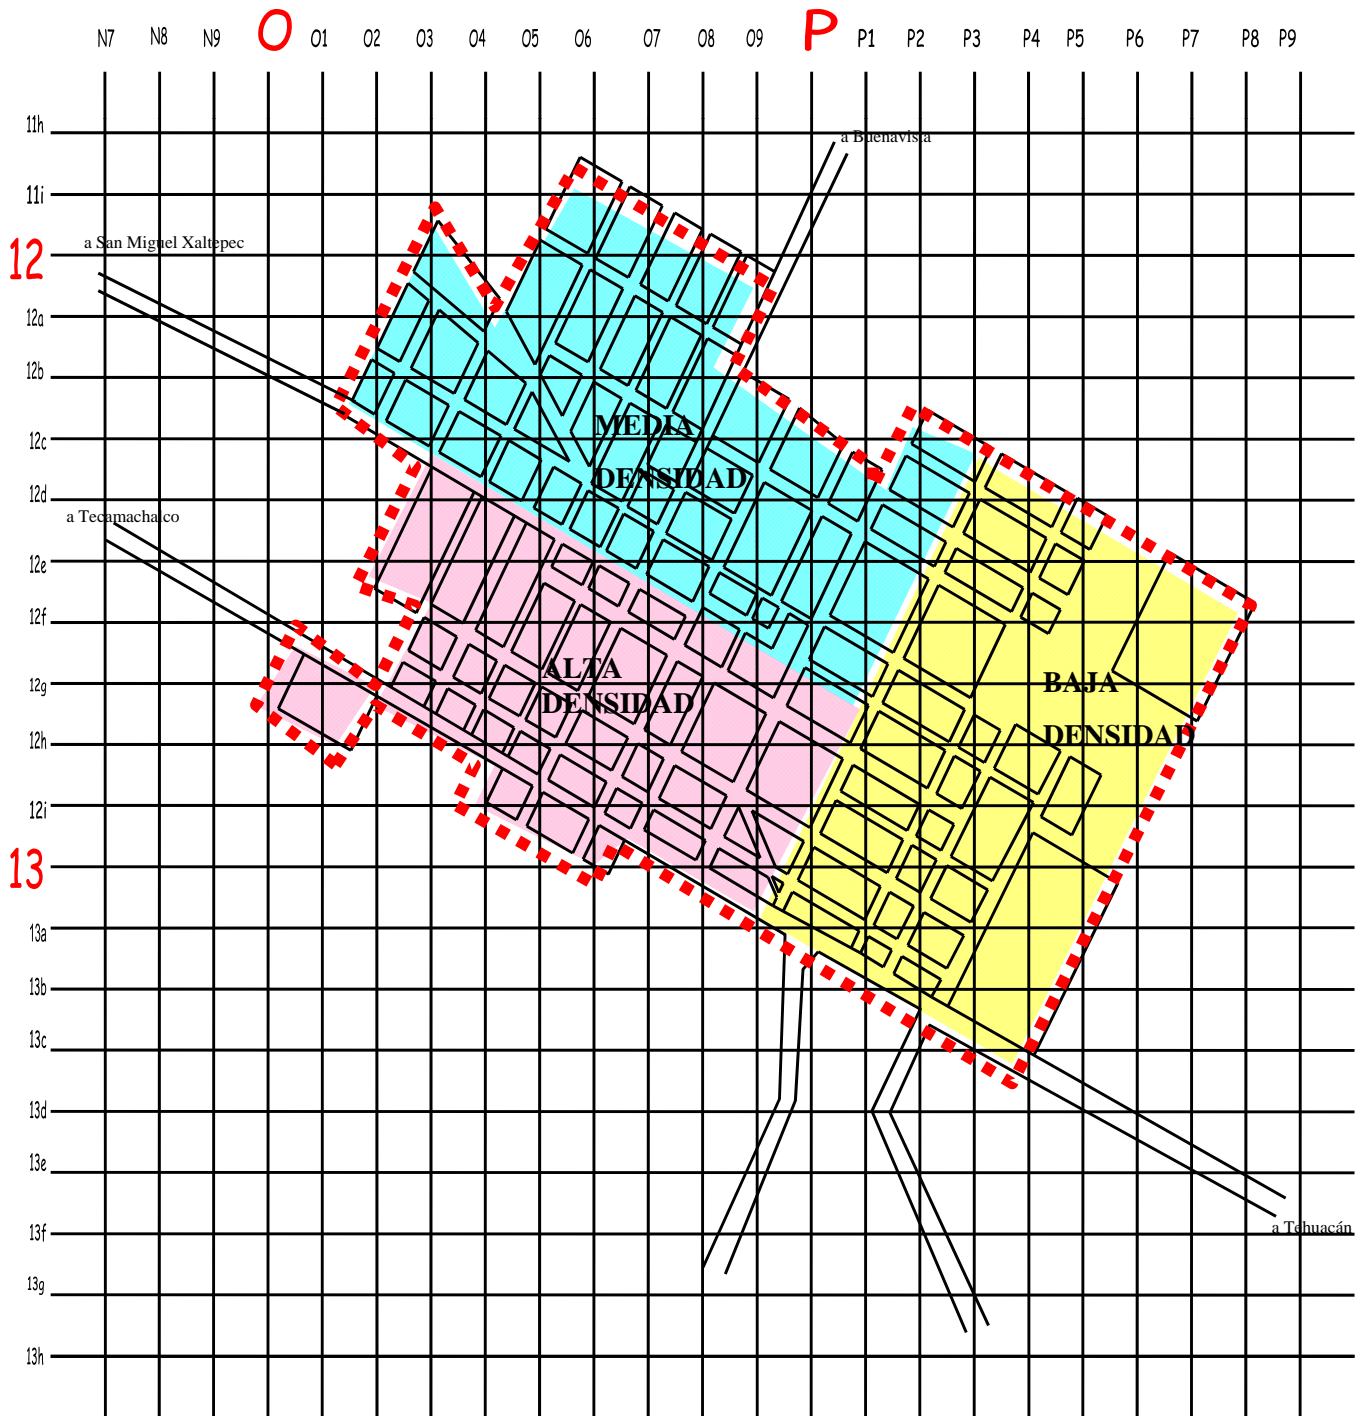 N7 N8 N9 O O1 O2 O3 O4 O5 O6 O7 O8 O9 P P1 P2 P3 P4 P5 P6 P7 P8 P9
11h
a Buenavista
11i
a San Miguel Xaltepec
12
12a
12b
MEDIA
12c
DENSIDAD
12d
a Tecamachalco
12e
12f
ALTA
BAJA
12g
DENSIDAD
DENSIDAD
12h
12i
13
13a
13b
13c
13d
13e
13f
a Tehuacán
13g
13h